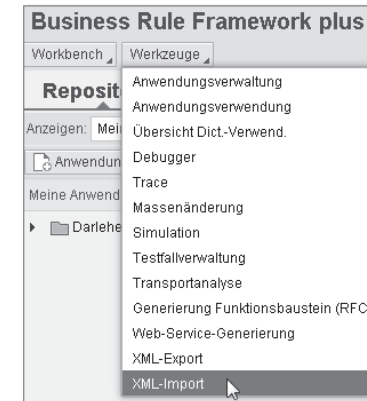 Business Rule Framework plus
Workbench Werkzeuge
Reposit
Anzeigen: Mei
Anwendun
Meine Anwend
Darlehe
Anwendungsverwaltung
Anwendungsverwendung
Übersicht Dict.-Verwend.
Debugger
Trace
Massenänderung
Simulation
Testfallverwaltung
Transportanalyse
Generierung Funktionsbaustein (RFC
Web-Service-Generierung
XML-Export
XML-Import